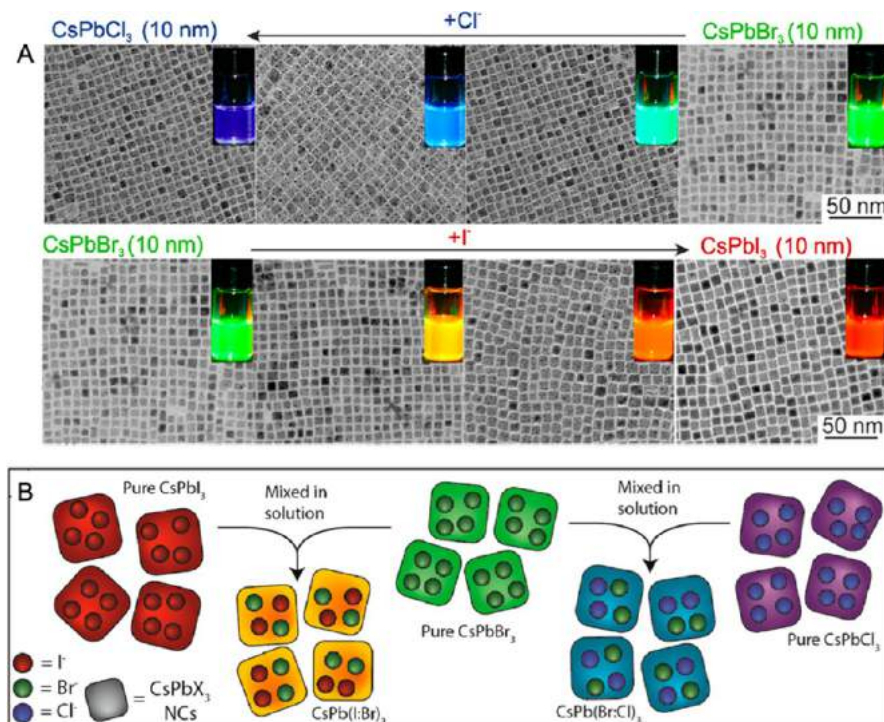 CsPbCl₃ (10 nm) +Cl⁻ CsPbBr₃ (10 nm)
A
50 nm
CsPbBr₃ (10 nm) +I⁻ CsPbI₃ (10 nm)
50 nm
B
Pure CsPbI₃
Mixed in
solution
Mixed in
solution
Pure CsPbBr₃
Pure CsPbCl₃
= I⁻
= Br⁻
= Cl⁻
= CsPbX₃
NCs
CsPb(I:Br)₃
CsPb(Br:Cl)₃